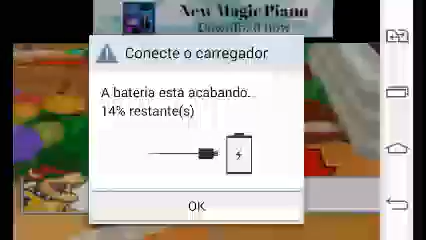 New Magic Piano
Download now
Conecte o carregador
A bateria está acabando.
14% restante(s)
OK